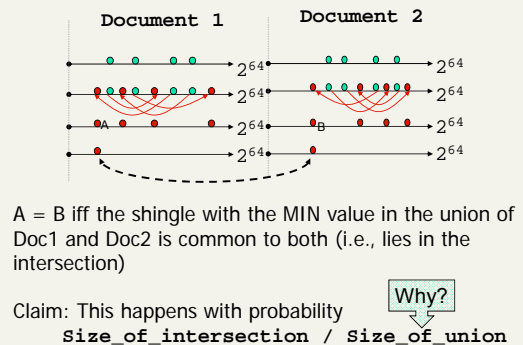 Document 1
Document 2
2^64
2^64
2^64
2^64
A
B
2^64
2^64
2^64
2^64
A = B iff the shingle with the MIN value in the union of
Doc1 and Doc2 is common to both (i.e., lies in the
intersection)
Why?
Claim: This happens with probability
Size_of_intersection / Size_of_union